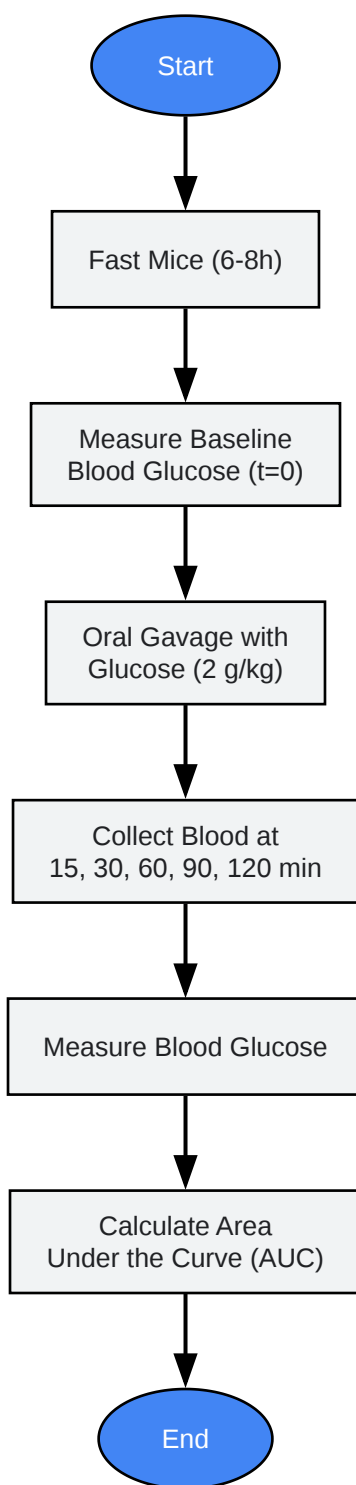 Start
Fast Mice (6-8h)
Measure Baseline
Blood Glucose (t=0)
Oral Gavage with
Glucose (2 g/kg)
Collect Blood at
15, 30, 60, 90, 120 min
Measure Blood Glucose
Calculate Area
Under the Curve (AUC)
End